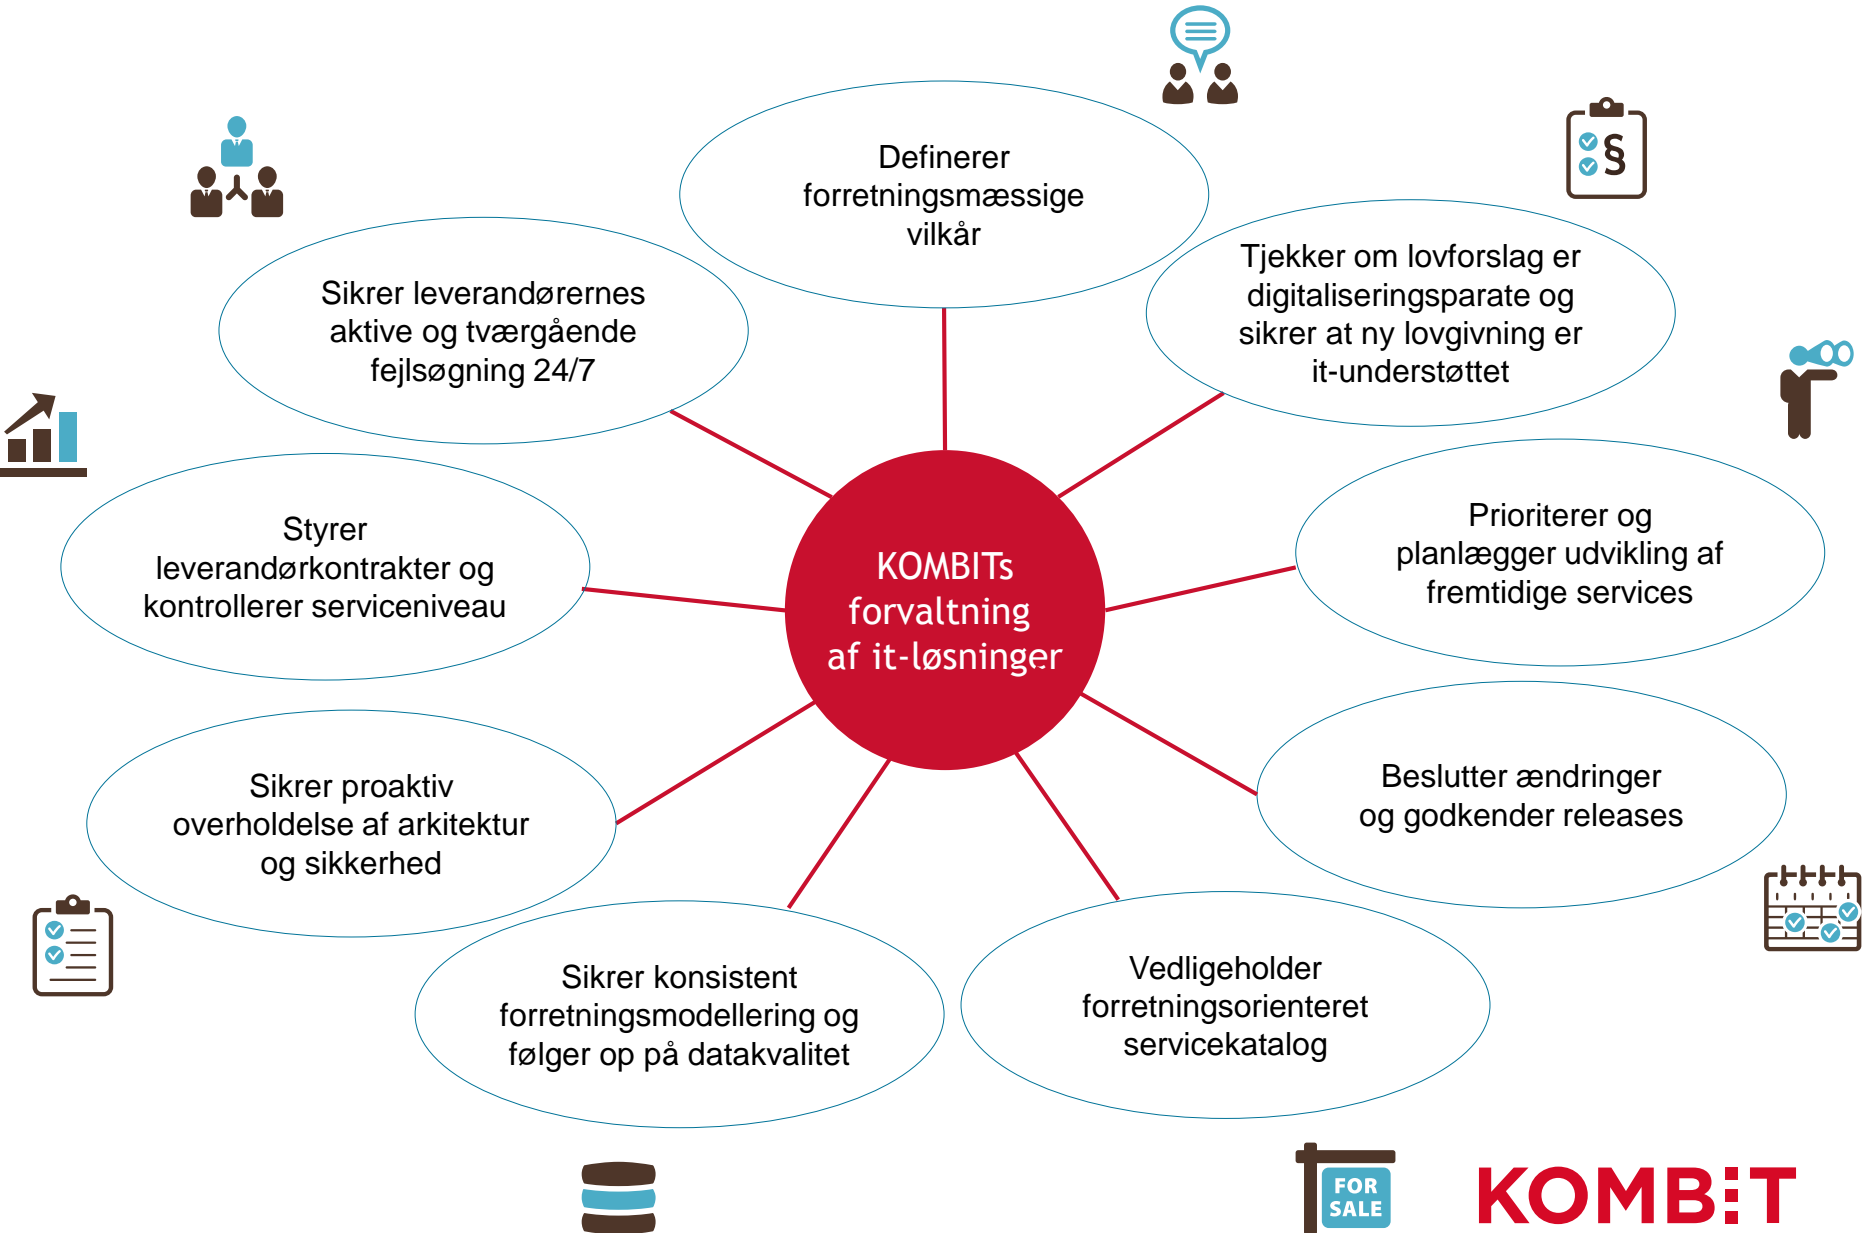 Definerer
forretningsmæssige
vilkår
§
Tjekker om lovforslag er
digitaliseringsparate og
sikrer at ny lovgivning er
it-understøttet
Sikrer leverandørernes
aktive og tværgående
fejlsøgning 24/7
Prioriterer og
planlægger udvikling af
fremtidige services
Styrer
leverandørkontrakter og
kontrollerer serviceniveau
KOMBITs
forvaltning
af it-løsninger
Beslutter ændringer
og godkender releases
Sikrer proaktiv
overholdelse af arkitektur
og sikkerhed
Vedligeholder
forretningsorienteret
servicekatalog
Sikrer konsistent
forretningsmodellering og
følger op på datakvalitet
FOR
SALE
KOMBIT